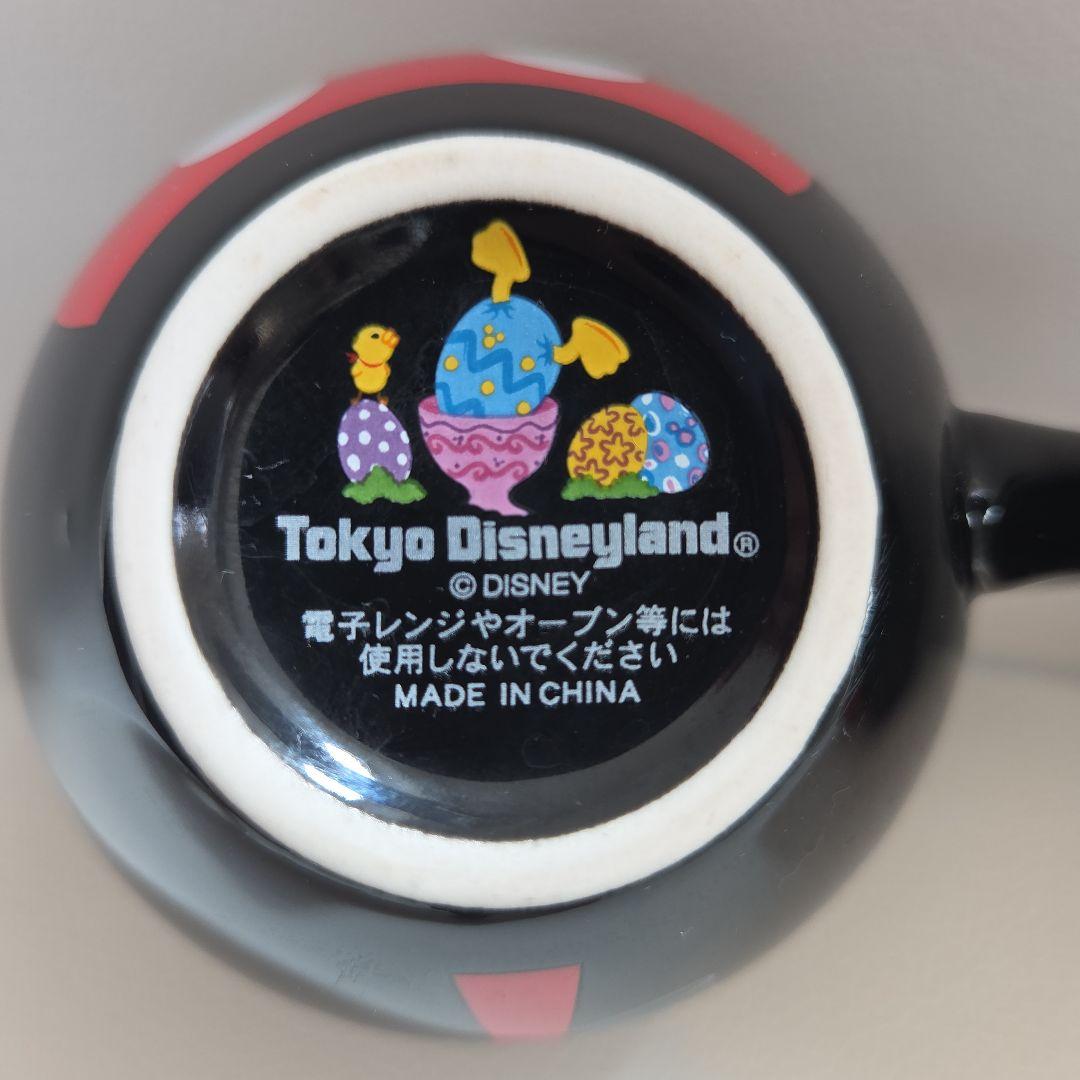 Tokyo Disneyland®
© DISNEY
電子レンジやオーブン等には
使用しないでください
MADE IN CHINA